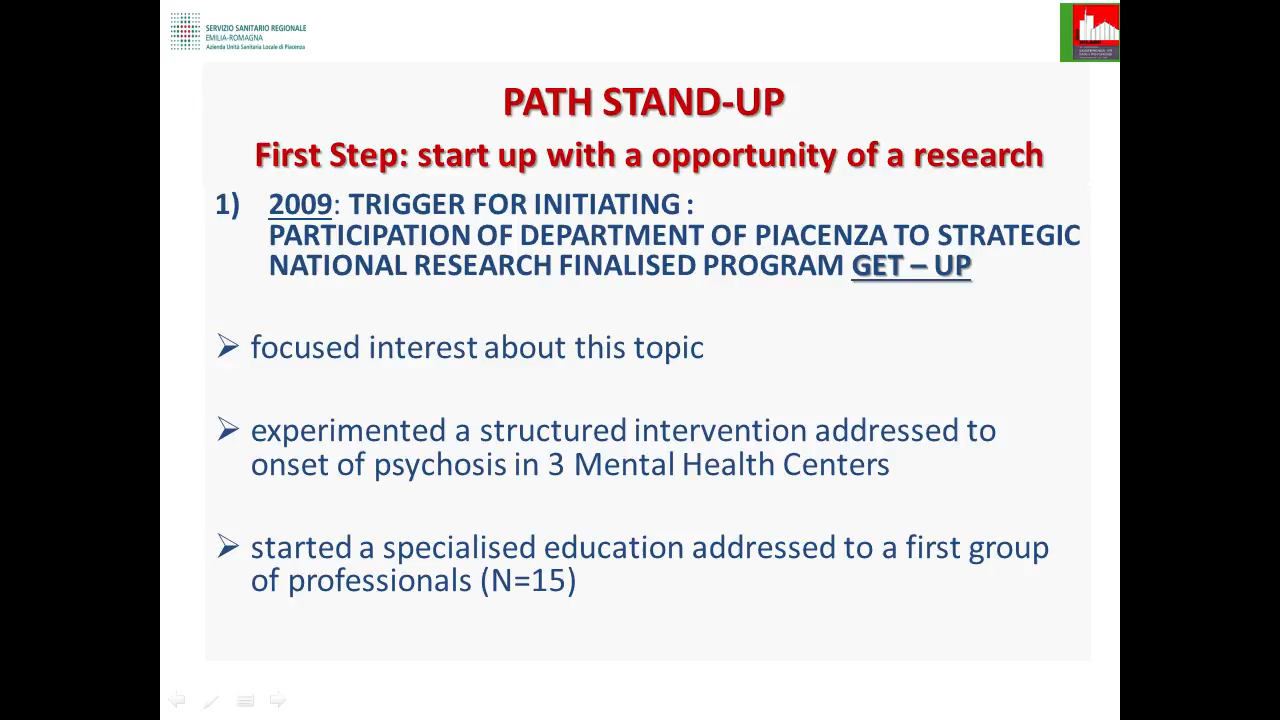 SERVIZIO SANITARIO REGIONALE
EMILIA-ROMAGNA
Azienda Unità Sanitaria Locale di Piacenza
PATH STAND-UP
First Step: start up with a opportunity of a research
1) 2009: TRIGGER FOR INITIATING :
PARTICIPATION OF DEPARTMENT OF PIACENZA TO STRATEGIC
NATIONAL RESEARCH FINALISED PROGRAM GET – UP
focused interest about this topic
experimented a structured intervention addressed to
onset of psychosis in 3 Mental Health Centers
started a specialised education addressed to a first group
of professionals (N=15)